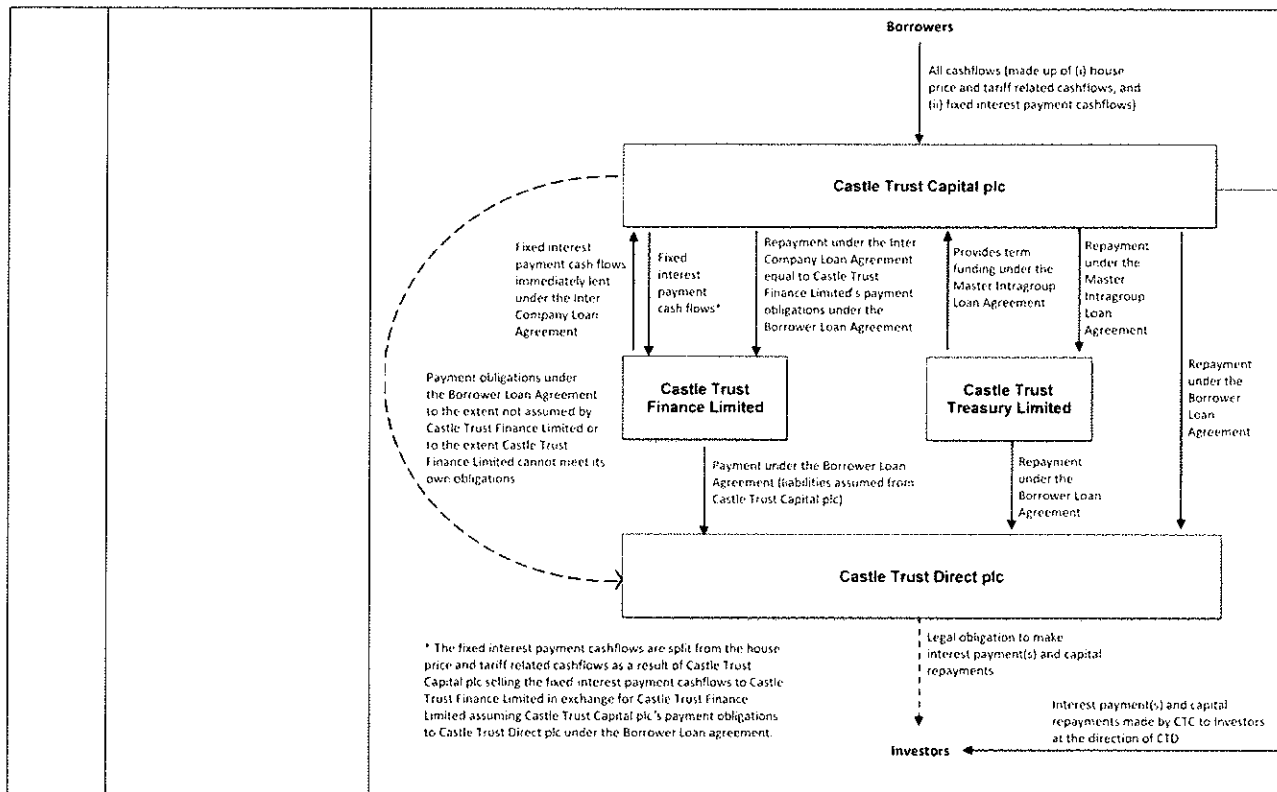 Borrowers
All cashflows (made up of (i) house
price and tariff related cashflows, and
(ii) fixed interest payment cashflows)
Castle Trust Capital plc
Fixed interest
payment cash flows
immediately lent
under the Inter
Company Loan
Agreement
Fixed
interest
payment
cash flows*
Repayment under the Inter
Company Loan Agreement
equal to Castle Trust
Finance Limited's payment
obligations under the
Borrower Loan Agreement
Provides term
funding under the
Master Intragroup
Loan Agreement
Repayment
under the
Master
Intragroup
Loan
Agreement
Castle Trust
Finance Limited
Castle Trust
Treasury Limited
Repayment
under the
Borrower
Loan
Agreement
Payment obligations under
the Borrower Loan Agreement
to the extent not assumed by
Castle Trust Finance Limited or
to the extent Castle Trust
Finance Limited cannot meet its
own obligations
Payment under the Borrower Loan
Agreement (liabilities assumed from
Castle Trust Capital plc)
Repayment
under the
Borrower Loan
Agreement
Castle Trust Direct plc
Legal obligation to make
interest payment(s) and capital
repayments
* The fixed interest payment cashflows are split from the house
price and tariff related cashflows as a result of Castle Trust
Capital plc selling the fixed interest payment cashflows to Castle
Trust Finance Limited in exchange for Castle Trust Finance
Limited assuming Castle Trust Capital plc's payment obligations
to Castle Trust Direct plc under the Borrower Loan agreement.
Interest payment(s) and capital
repayments made by CTC to Investors
at the direction of CTD
Investors